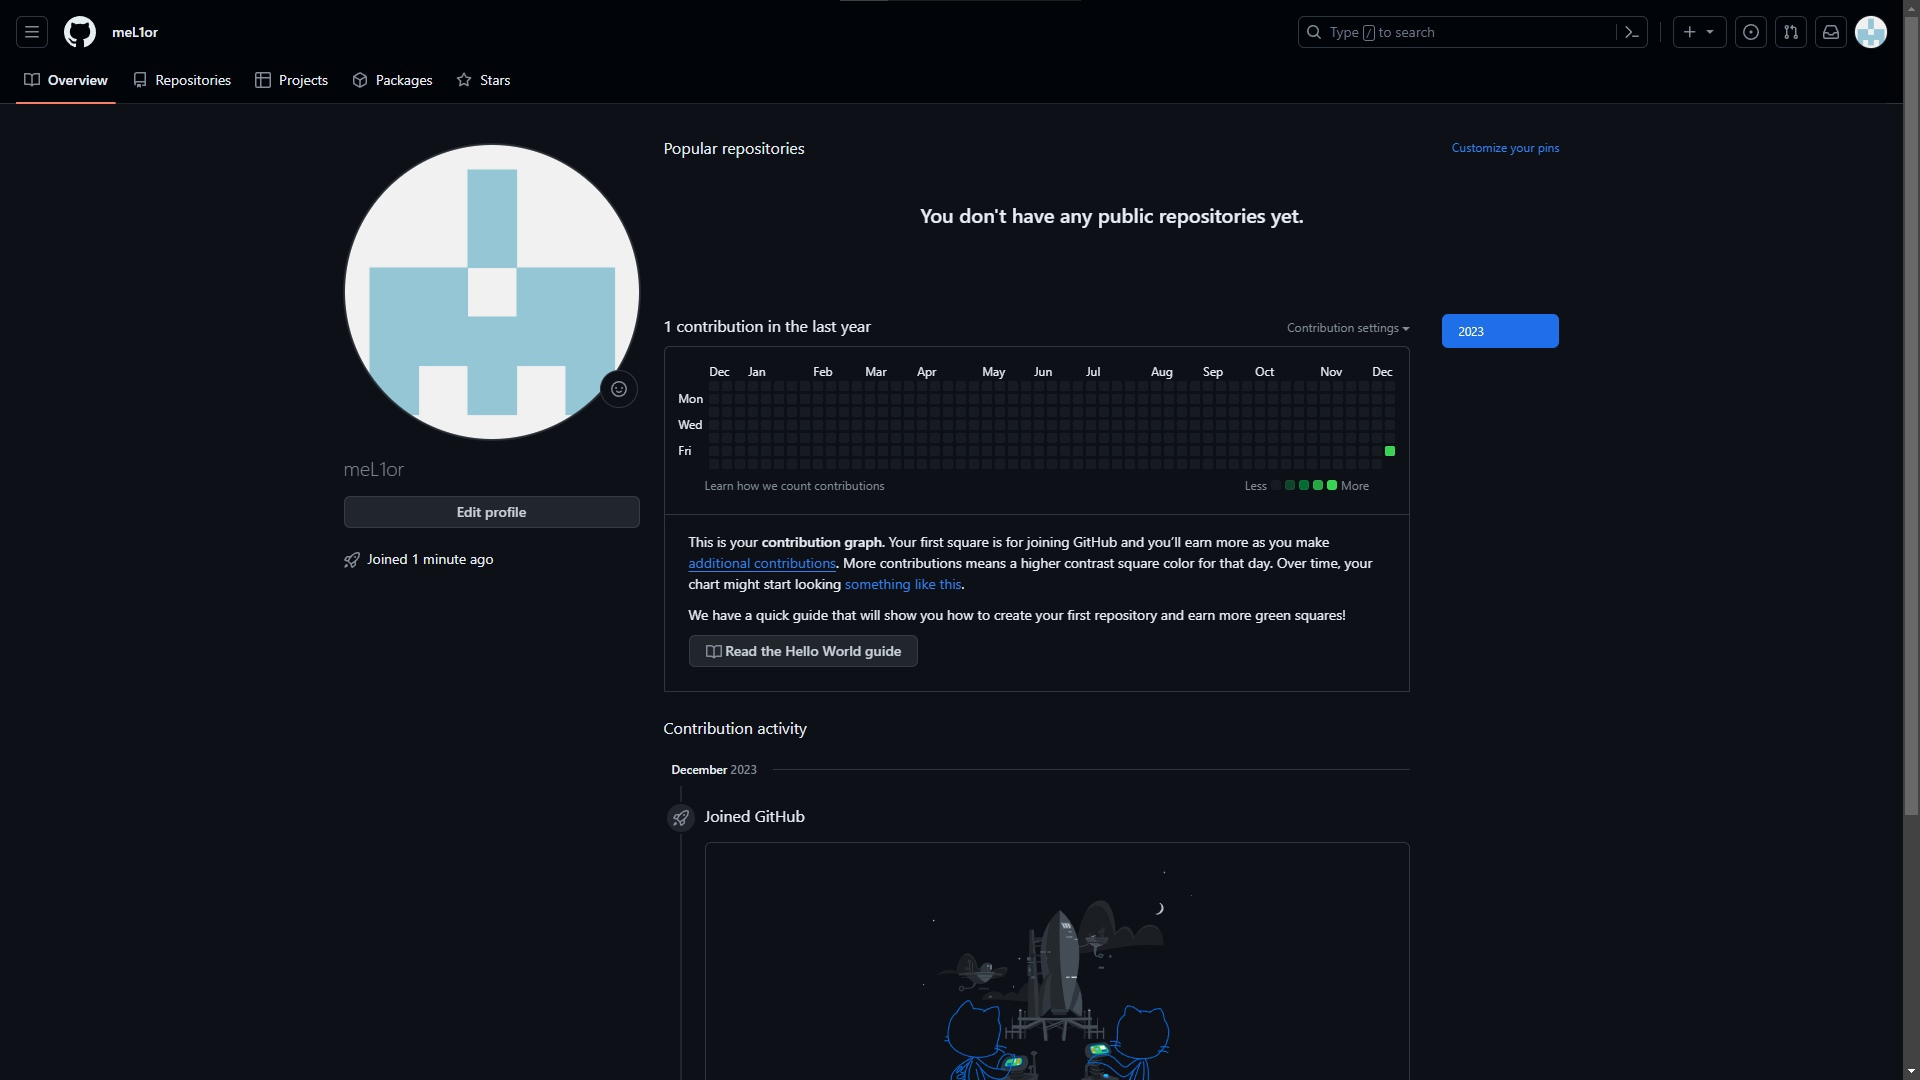 meL1or
Type / to search
Overview
Repositories
Projects
Packages
Stars
Popular repositories
Customize your pins
You don't have any public repositories yet.
1 contribution in the last year
Contribution settings
2023
Dec Jan Feb Mar Apr May Jun Jul Aug Sep Oct Nov Dec
Mon
Wed
Fri
Learn how we count contributions
Less
More
meL1or
Edit profile
Joined 1 minute ago
This is your contribution graph. Your first square is for joining GitHub and you'll earn more as you make
additional contributions. More contributions means a higher contrast square color for that day. Over time, your
chart might start looking something like this.
We have a quick guide that will show you how to create your first repository and earn more green squares!
Read the Hello World guide
Contribution activity
December 2023
Joined GitHub